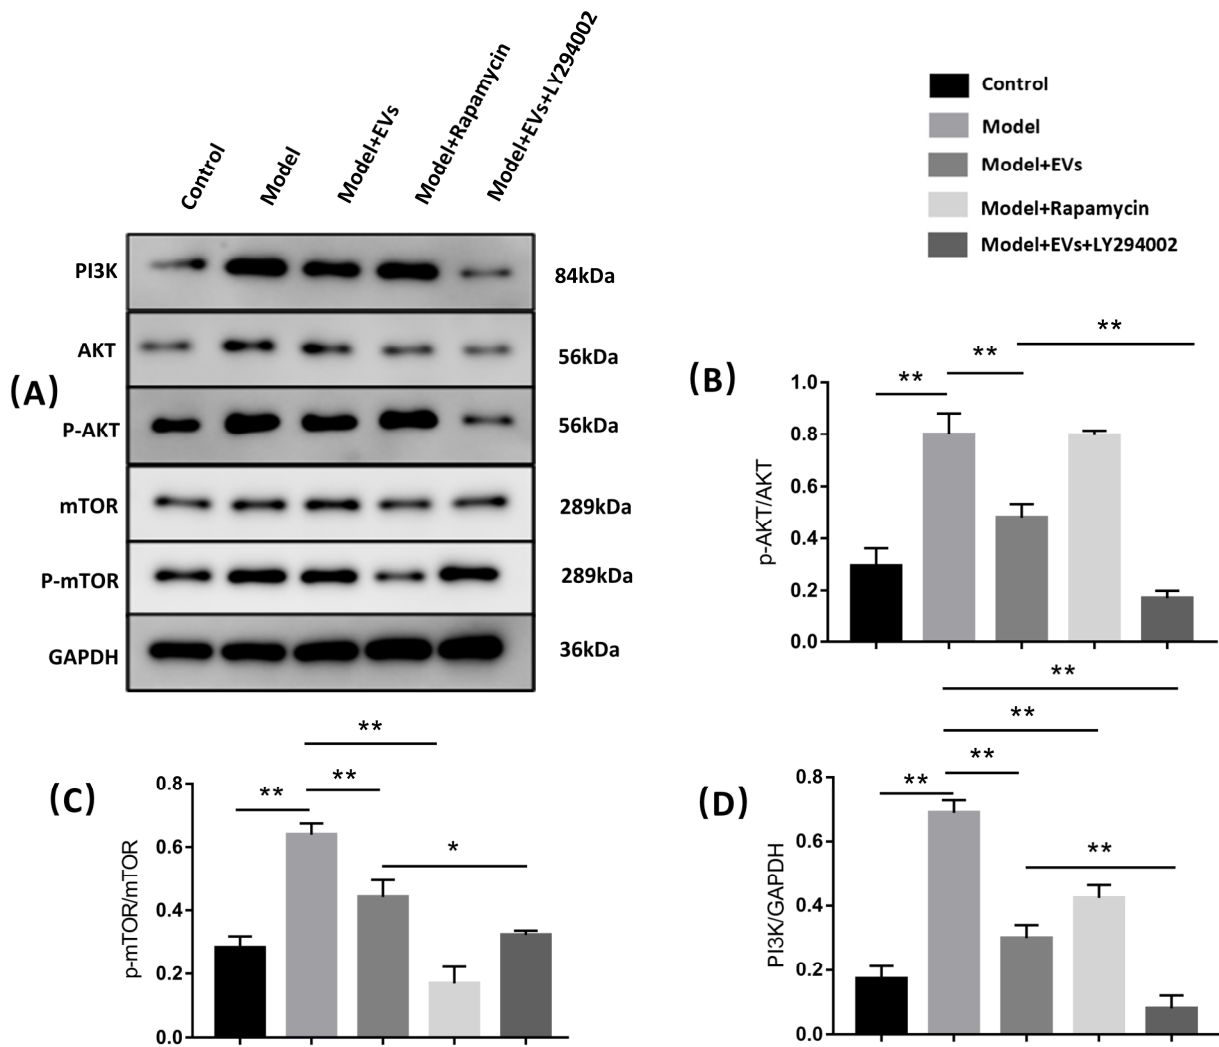 Control
Model
Model+EVs
Model+Rapamycin
Model+EVs+LY294002
(A)
PI3K
84kDa
AKT
56kDa
P-AKT
56kDa
mTOR
289kDa
P-mTOR
289kDa
GAPDH
36kDa
Control
Model
Model+EVs
Model+Rapamycin
Model+EVs+LY294002
(B)
**
**
**
p-AKT/AKT
1.0
0.8
0.6
0.4
0.2
0.0
(C)
**
**
**
*
p-mTOR/mTOR
0.8
0.6
0.4
0.2
0.0
(D)
**
**
**
**
**
PI3K/GAPDH
0.8
0.6
0.4
0.2
0.0